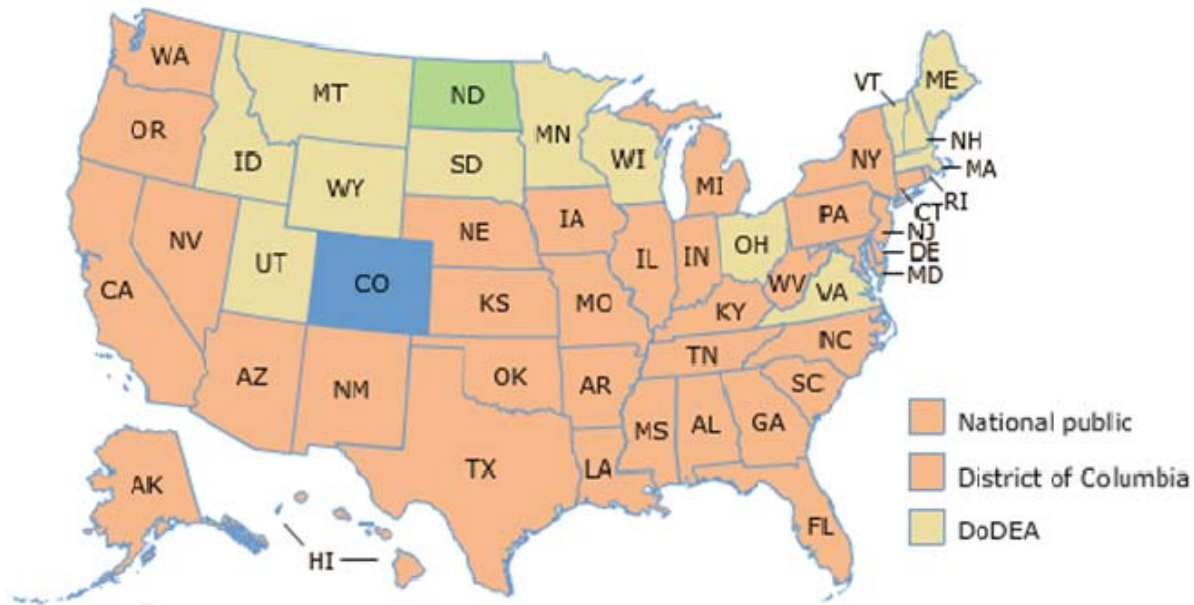 WA
OR
CA
NV
ID
MT
WY
UT
CO
AZ
NM
ND
SD
NE
KS
OK
TX
MN
IA
MO
AR
LA
WI
IL
MI
IN
OH
KY
TN
MS
AL
GA
FL
SC
NC
VA
WV
PA
NY
VT
ME
NH
MA
RI
CT
NJ
DE
MD
AK
HI
National public
District of Columbia
DoDEA